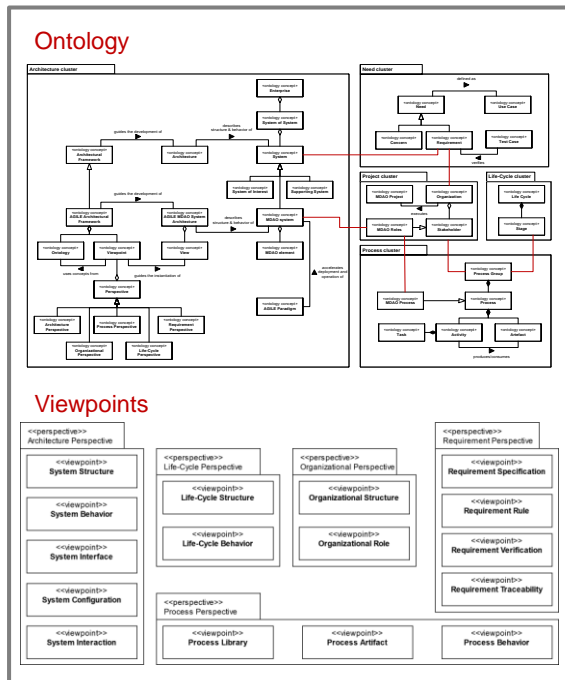 Ontology
Architecture cluster
«ontology concept»
Enterprise
«ontology concept»
System of System
guides the development of
describes
structure & behavior of
«ontology concept»
Architectural
Framework
«ontology concept»
Architecture
«ontology concept»
System
«ontology concept»
System of Interest
«ontology concept»
Supporting System
guides the development of
«ontology concept»
AGILE Architectural
Framework
«ontology concept»
AGILE MDAO System
Architecture
describes
structure & behavior of
«ontology concept»
MDAO system
«ontology concept»
Ontology
«ontology concept»
Viewpoint
«ontology concept»
View
«ontology concept»
MDAO element
uses concepts from
guides the instantiation of
accelerates
deployment and
operation of
«ontology concept»
Perspective
«ontology concept»
AGILE Paradigm
«ontology concept»
Architecture
Perspective
«ontology concept»
Process Perspective
«ontology concept»
Requirement
Perspective
«ontology concept»
Organizational
Perspective
«ontology concept»
Life-Cycle
Perspective
Need cluster
defined as
«ontology concept»
Need
«ontology concept»
Use Case
«ontology concept»
Concern
«ontology concept»
Requirement
«ontology concept»
Test Case
verifies
Project cluster
«ontology concept»
MDAO Project
«ontology concept»
Organization
executes
«ontology concept»
MDAO Roles
«ontology concept»
Stakeholder
Life-Cycle cluster
«ontology concept»
Life Cycle
«ontology concept»
Stage
Process cluster
«ontology concept»
Process Group
«ontology concept»
MDAO Process
«ontology concept»
Process
«ontology concept»
Task
«ontology concept»
Activity
«ontology concept»
Artefact
produces/consumes
Viewpoints
<<perspective>>
Architecture Perspective
<<viewpoint>>
System Structure
<<viewpoint>>
System Behavior
<<viewpoint>>
System Interface
<<viewpoint>>
System Configuration
<<viewpoint>>
System Interaction
<<perspective>>
Life-Cycle Perspective
<<viewpoint>>
Life-Cycle Structure
<<viewpoint>>
Life-Cycle Behavior
<<perspective>>
Organizational Perspective
<<viewpoint>>
Organizational Structure
<<viewpoint>>
Organizational Role
<<perspective>>
Requirement Perspective
<<viewpoint>>
Requirement Specification
<<viewpoint>>
Requirement Rule
<<viewpoint>>
Requirement Verification
<<viewpoint>>
Requirement Traceability
<<perspective>>
Process Perspective
<<viewpoint>>
Process Library
<<viewpoint>>
Process Artifact
<<viewpoint>>
Process Behavior